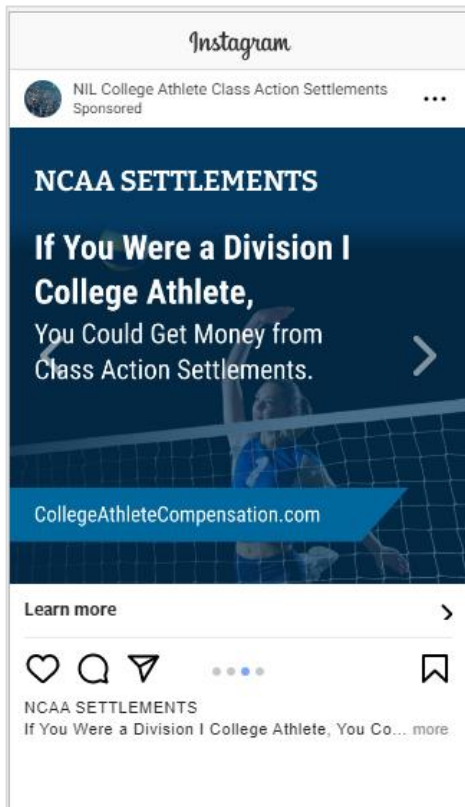 Instagram
NIL College Athlete Class Action Settlements
Sponsored
NCAA SETTLEMENTS
If You Were a Division I
College Athlete,
You Could Get Money from
Class Action Settlements.
CollegeAthleteCompensation.com
Learn more
NCAA SETTLEMENTS
If You Were a Division I College Athlete, You Co... more